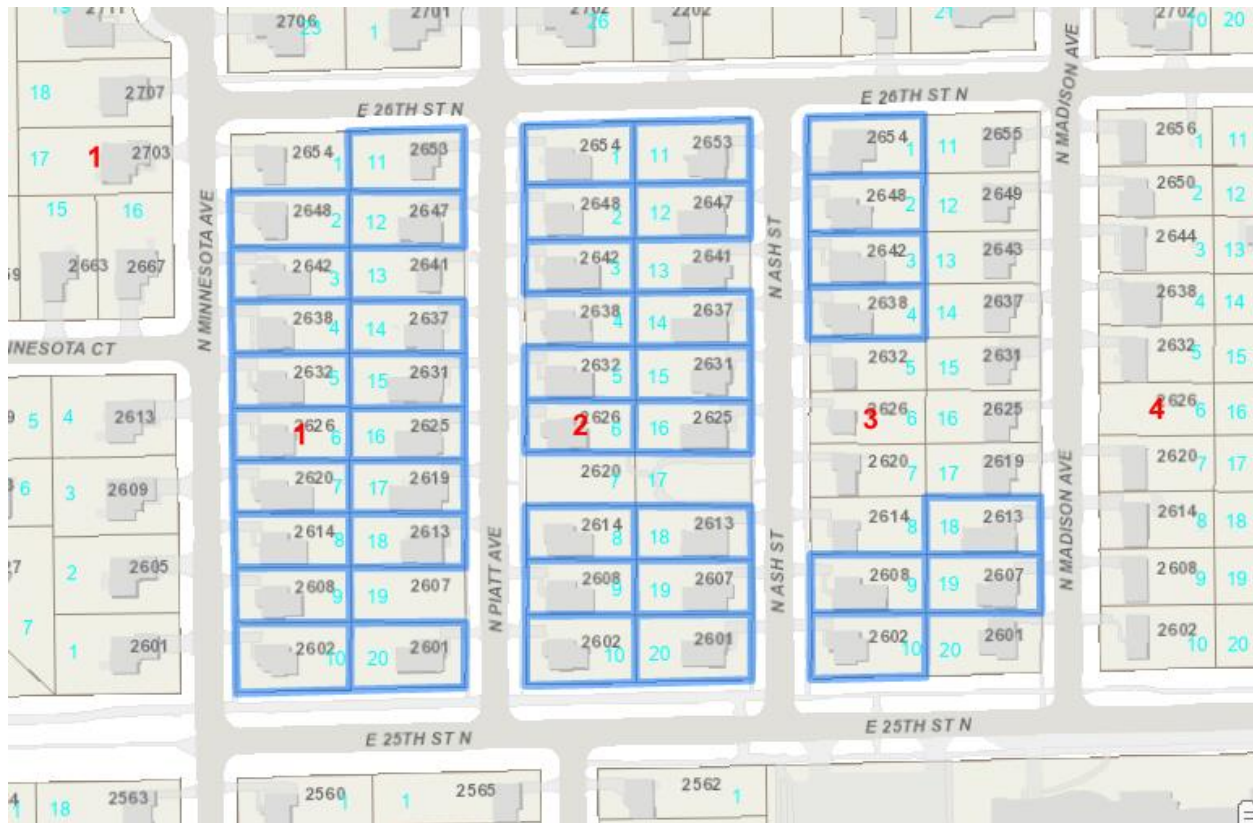 19 2711 2706 25 1 2701 2702 26 2202 21 2702 20 20
E 26TH ST N E 26TH ST N
N MADISON AVE
18 2707
17 1 2703
15 16
2663 2667
N MINNESOTA AVE
2654 1 11 2653 2654 1 11 2653 2654 1 11 2655 2656 1 11
2648 2 12 2647 2648 2 12 2647 2648 2 12 2649 2650 2 12
N ASH ST
2642 3 13 2641 2642 3 13 2641 2642 3 13 2643 2644 3 13
2638 4 14 2637 2638 4 14 2637 2638 4 14 2637 2638 4 14
NNESOTA CT
2632 5 15 2631 2632 5 15 2631 2632 5 15 2631 2632 5 15
5 4 2613
2626 1 6 16 2625 2626 2 6 16 2625 2626 3 6 16 2625 2626 4 6 16
6 3 2609
2620 7 17 2619 2620 7 17 2620 7 17 2619 2620 7 17
N MADISON AVE
2614 8 18 2613 2614 8 18 2613 2614 8 18 2613 2614 8 18
N PIATT AVE N ASH ST
27 2 2605
2608 9 19 2607 2608 9 19 2607 2608 9 19 2607 2608 9 19
7 1 2601
2602 10 20 2601 2602 10 20 2601 2602 10 20 2601 2602 10 20
E 25TH ST N E 25TH ST N
1 18 2563 2560 1 1 2565 2562 1